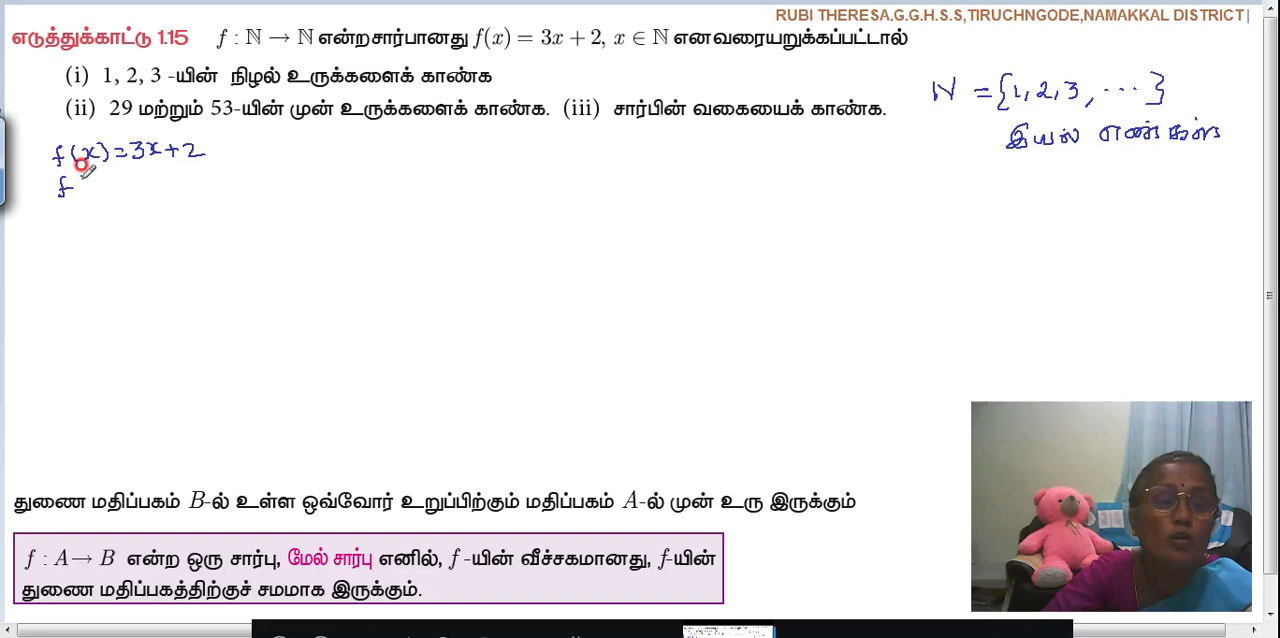 RUBI THERESA,G.G.H.S.S,TIRUCHNGODE,NAMAKKAL DISTRICT|
எடுத்துக்காட்டு 1.15 f : ℕ → ℕ என்றசார்பானது f(x) = 3x + 2, x ∈ ℕ எனவரையறுக்கப்பட்டால்
(i) 1, 2, 3 -யின் நிழல் உருக்களைக் காண்க
(ii) 29 மற்றும் 53-யின் முன் உருக்களைக் காண்க. (iii) சார்பின் வகையைக் காண்க.
N = {1, 2, 3, ... }
இயல் எண்கள்
f(x) = 3x + 2
f
துணை மதிப்பகம் B-ல் உள்ள ஒவ்வோர் உறுப்பிற்கும் மதிப்பகம் A-ல் முன் உரு இருக்கும்
f : A → B என்ற ஒரு சார்பு, மேல் சார்பு எனில், f -யின் வீச்சகமானது, f-யின்
துணை மதிப்பகத்திற்குச் சமமாக இருக்கும்.